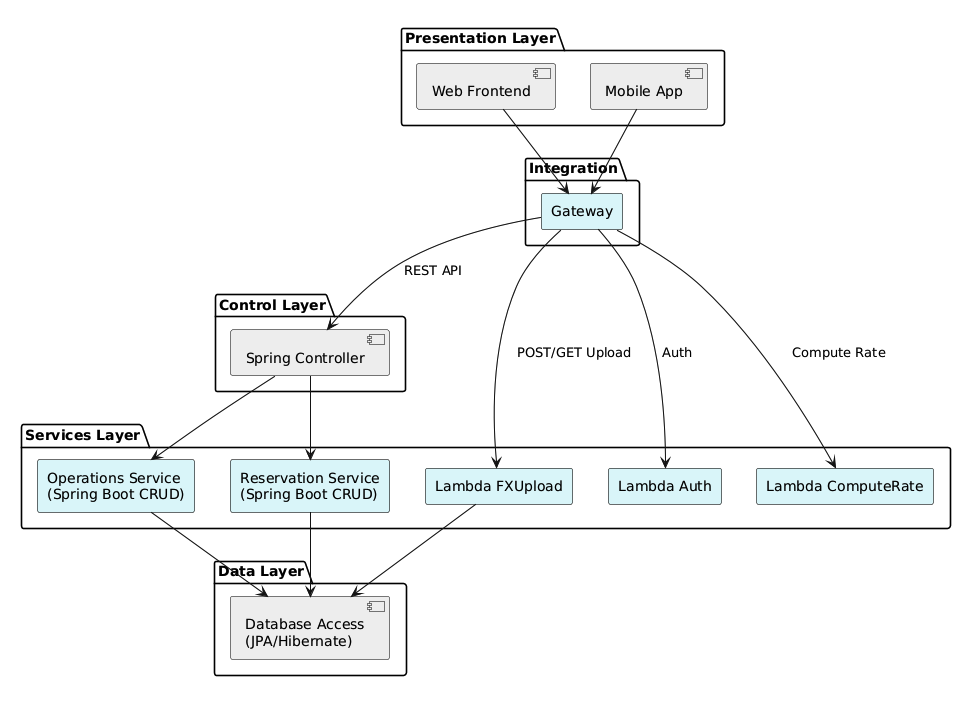 Presentation Layer
Web Frontend
Mobile App
Integration
Gateway
REST API
Control Layer
Spring Controller
POST/GET Upload
Auth
Compute Rate
Services Layer
Operations Service
(Spring Boot CRUD)
Reservation Service
(Spring Boot CRUD)
Lambda FXUpload
Lambda Auth
Lambda ComputeRate
Data Layer
Database Access
(JPA/Hibernate)